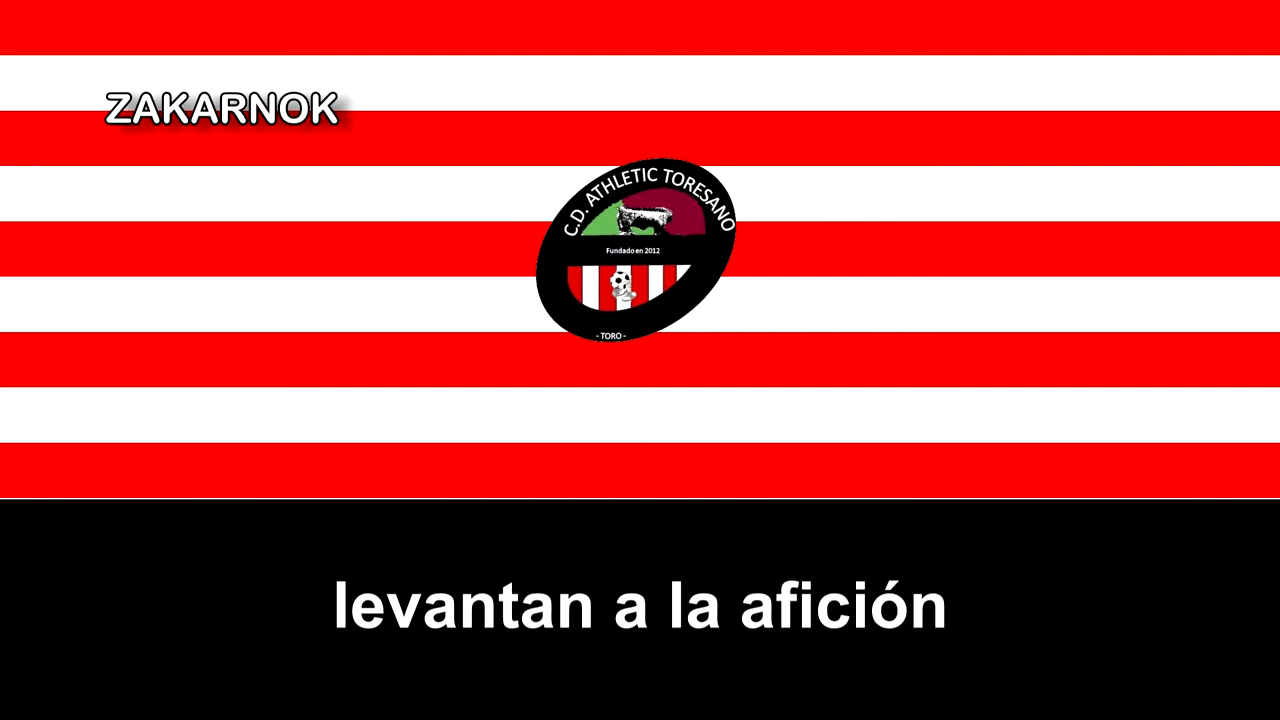 ZAKARNOK
C.D. ATHLETIC TORESANO
Fundado en 2012
- TORO -
levantan a la afición